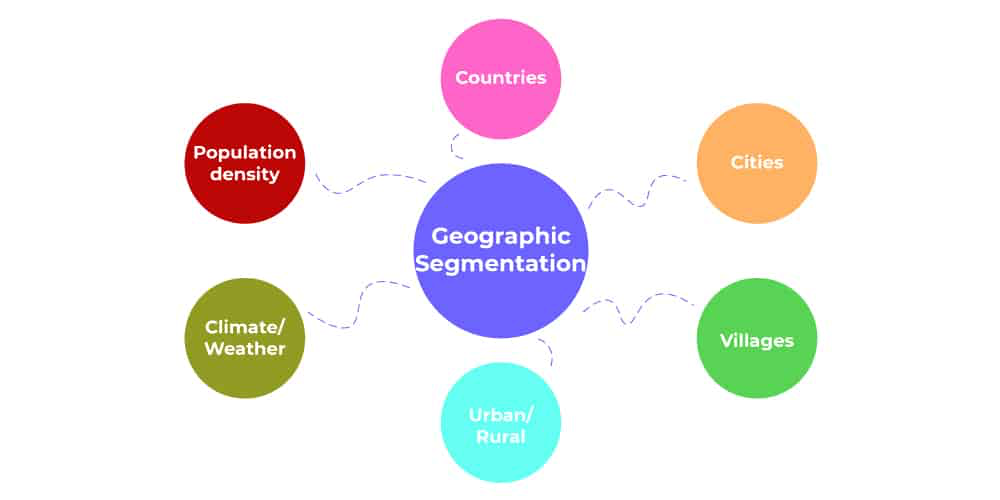 Countries
Population
density
Cities
Geographic
Segmentation
Climate/
Weather
Villages
Urban/
Rural